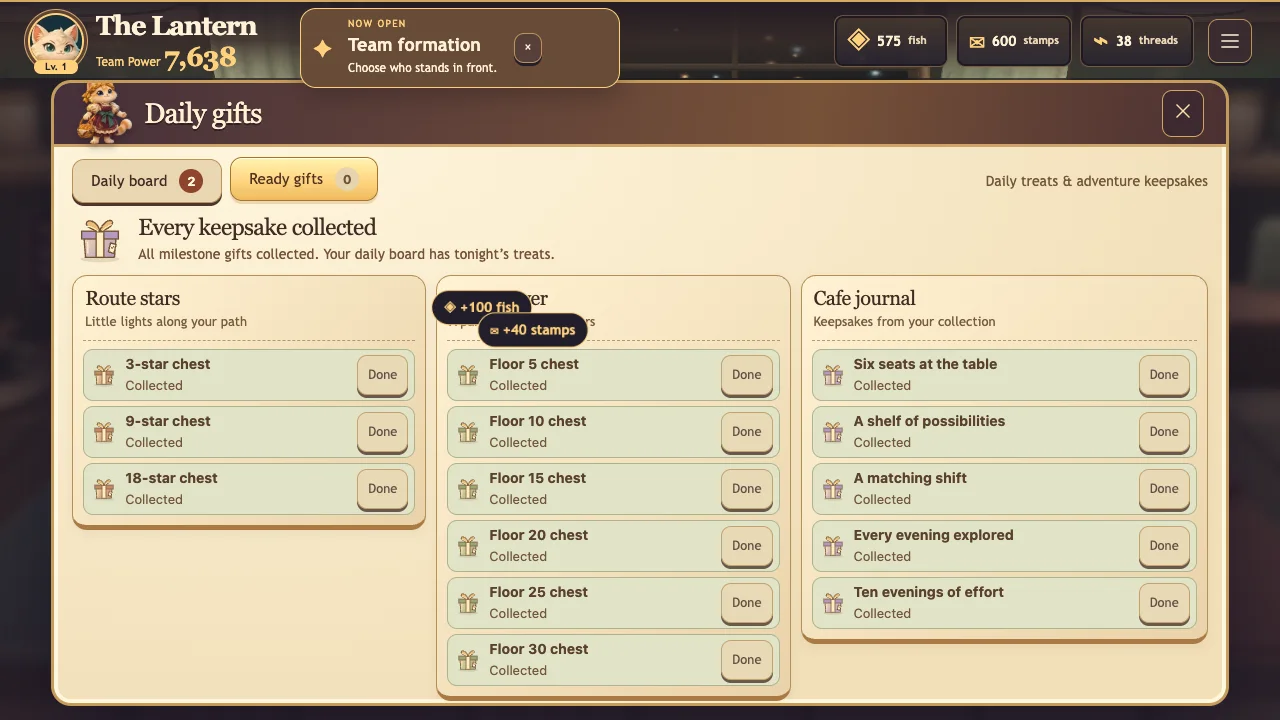 The Lantern
Lv. 1
Team Power 7,638
NOW OPEN
Team formation
Choose who stands in front.
×
575 fish
600 stamps
38 threads
Daily gifts
Daily board 2
Ready gifts 0
Daily treats & adventure keepsakes
Every keepsake collected
All milestone gifts collected. Your daily board has tonight's treats.
Route stars
Little lights along your path
3-star chest
Collected
Done
9-star chest
Collected
Done
18-star chest
Collected
Done
+100 fish
+40 stamps
Floor 5 chest
Collected
Done
Floor 10 chest
Collected
Done
Floor 15 chest
Collected
Done
Floor 20 chest
Collected
Done
Floor 25 chest
Collected
Done
Floor 30 chest
Collected
Done
Cafe journal
Keepsakes from your collection
Six seats at the table
Collected
Done
A shelf of possibilities
Collected
Done
A matching shift
Collected
Done
Every evening explored
Collected
Done
Ten evenings of effort
Collected
Done